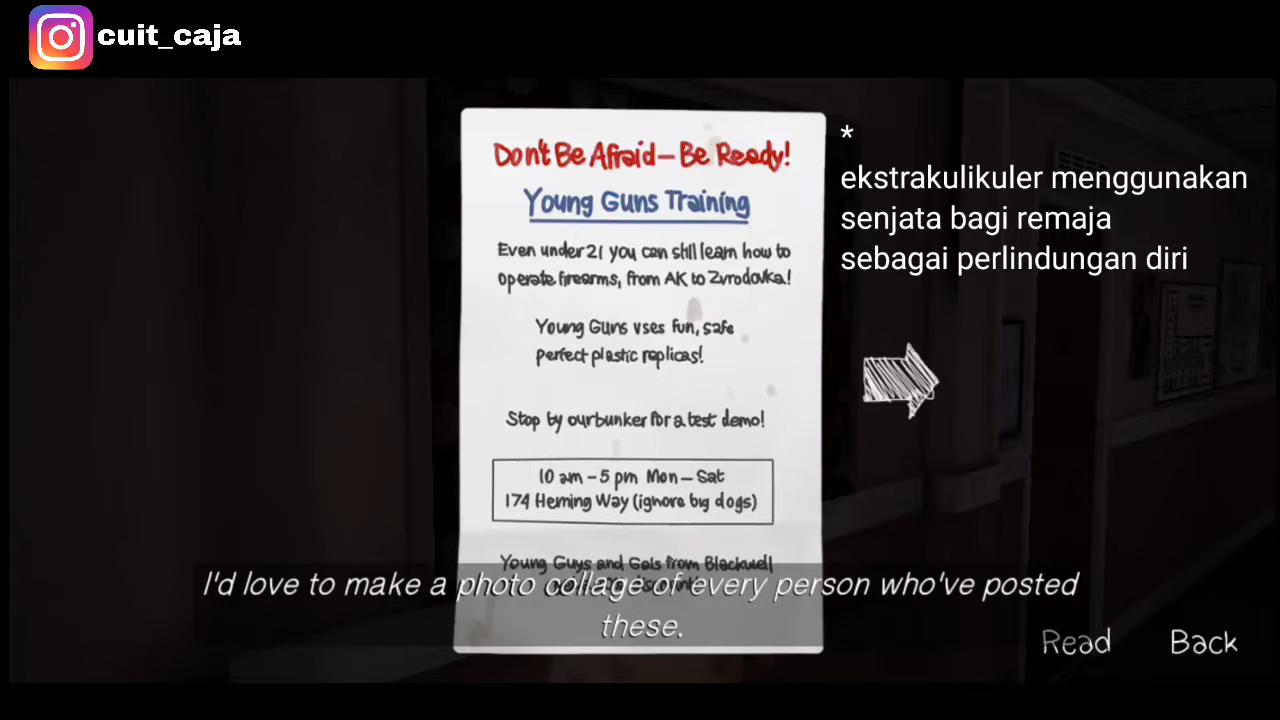 cuit_caja
Don't Be Afraid – Be Ready!
Young Guns Training
Even under 21 you can still learn how to
operate firearms, from AK to Zvrodovka!
Young Guns uses fun, safe
perfect plastic replicas!
Stop by our bunker for a test demo!
10 am – 5 pm Mon – Sat
174 Heming Way (ignore big dogs)
Young Guys and Gals from Blackwell
*
ekstrakulikuler menggunakan
senjata bagi remaja
sebagai perlindungan diri
I'd love to make a photo collage of every person who've posted
these.
Read Back